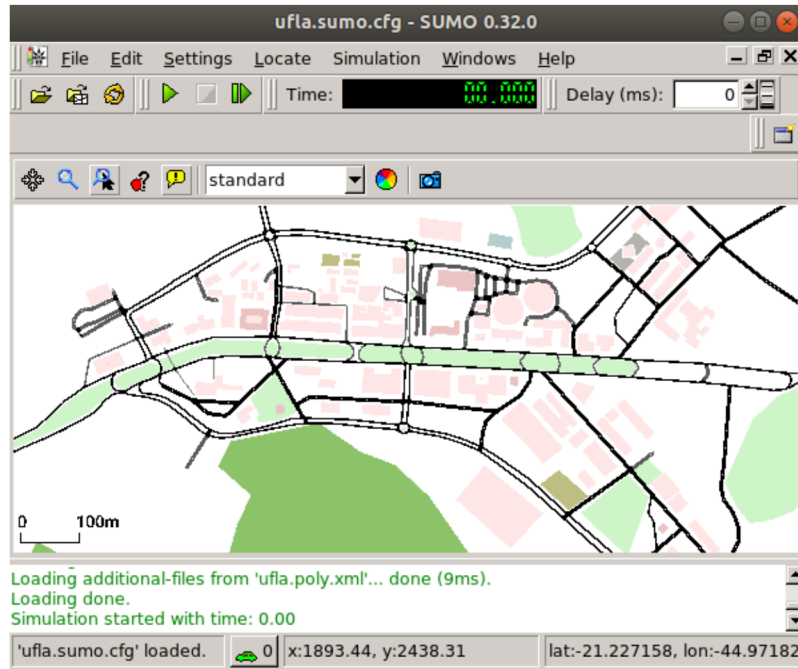 ufla.sumo.cfg - SUMO 0.32.0
File Edit Settings Locate Simulation Windows Help
Time: 00.000 Delay (ms): 0
standard
0 100m
Loading additional-files from 'ufla.poly.xml'... done (9ms).
Loading done.
Simulation started with time: 0.00
'ufla.sumo.cfg' loaded. 0 x:1893.44, y:2438.31 lat:-21.227158, lon:-44.97182